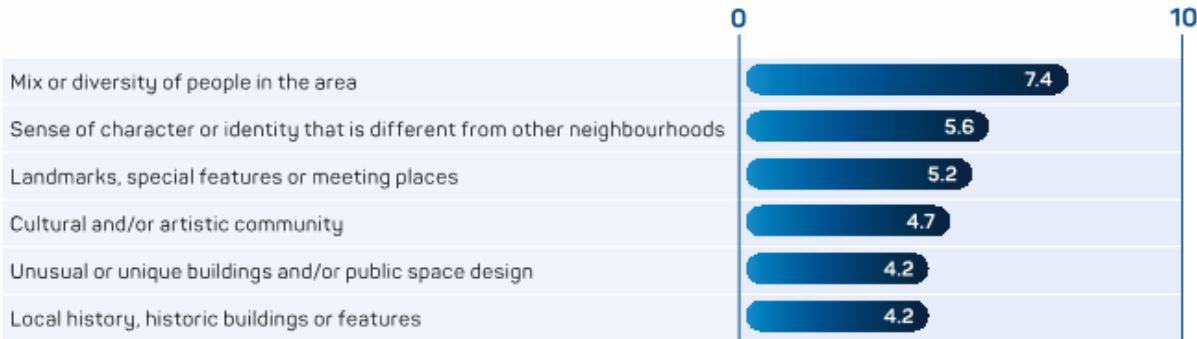 0 10
Mix or diversity of people in the area 7.4
Sense of character or identity that is different from other neighbourhoods 5.6
Landmarks, special features or meeting places 5.2
Cultural and/or artistic community 4.7
Unusual or unique buildings and/or public space design 4.2
Local history, historic buildings or features 4.2